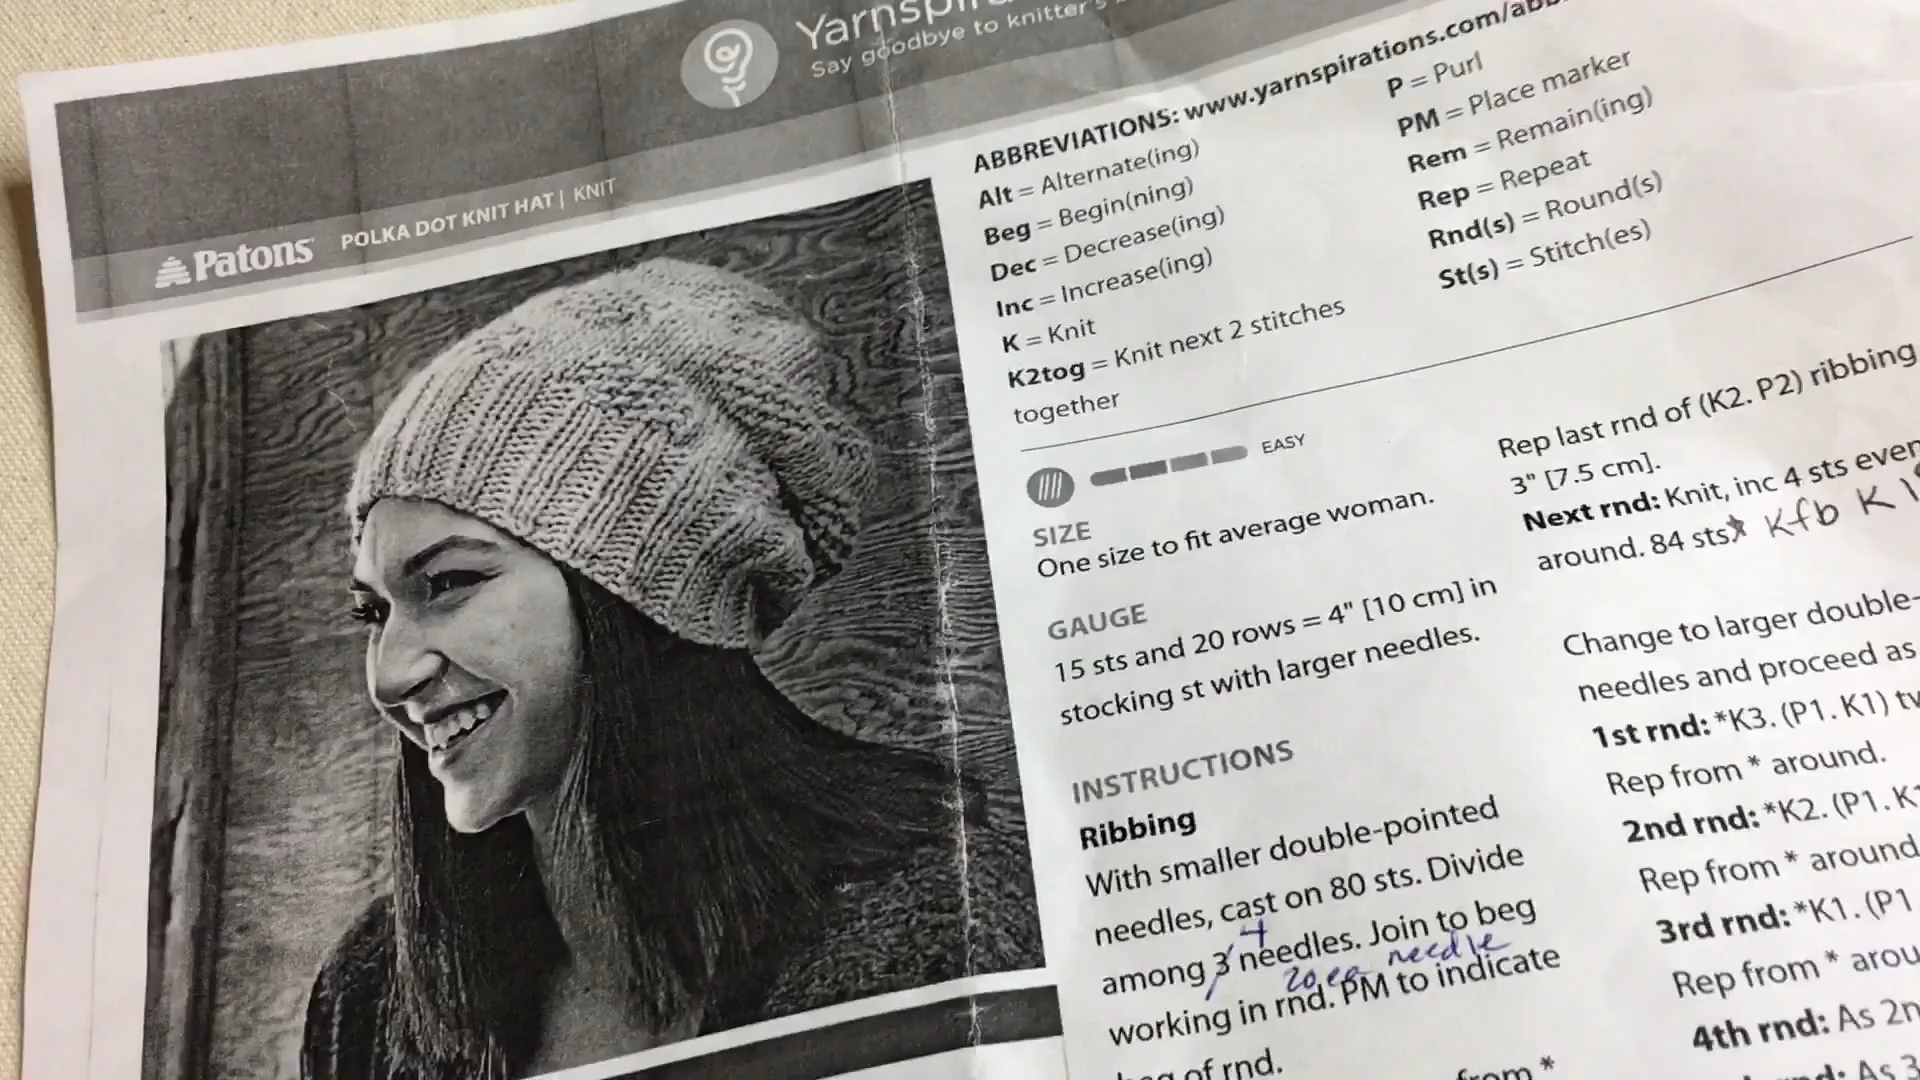 Say goodbye to knitter's
Patons POLKA DOT KNIT HAT | KNIT
ABBREVIATIONS: www.yarnspirations.com/
Alt = Alternate(ing)
Beg = Begin(ning)
Dec = Decrease(ing)
Inc = Increase(ing)
K = Knit
K2tog = Knit next 2 stitches
together
P = Purl
PM = Place marker
Rem = Remain(ing)
Rep = Repeat
Rnd(s) = Round(s)
St(s) = Stitch(es)
EASY
SIZE
One size to fit average woman.
GAUGE
15 sts and 20 rows = 4" [10 cm] in
stocking st with larger needles.
INSTRUCTIONS
Ribbing
With smaller double-pointed
needles, cast on 80 sts. Divide
4
among 3 needles. Join to beg
20 ea needle
working in rnd. PM to indicate
of rnd.
from *
Rep last rnd of (K2. P2) ribbing
3" [7.5 cm].
Next rnd: Knit, inc 4 sts
around. 84 sts* Kfb K
Change to larger double-
needles and proceed as
1st rnd: *K3. (P1. K1)
Rep from * around.
2nd rnd: *K2. (P1.
Rep from * around
3rd rnd: *K1. (P1
Rep from *
4th rnd: As
As